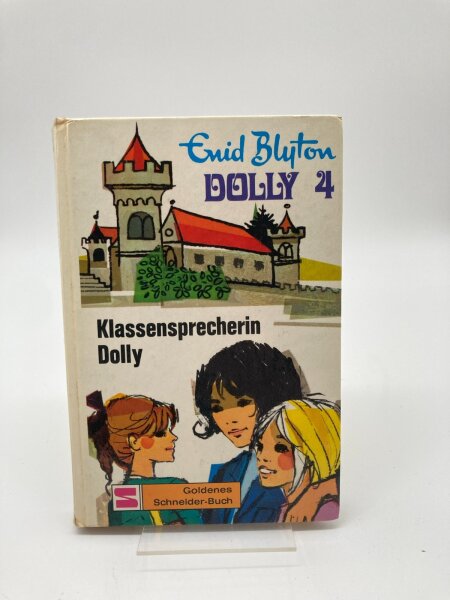 Enid Blyton
DOLLY 4
Klassensprecherin
Dolly
Goldenes
Schneider-Buch